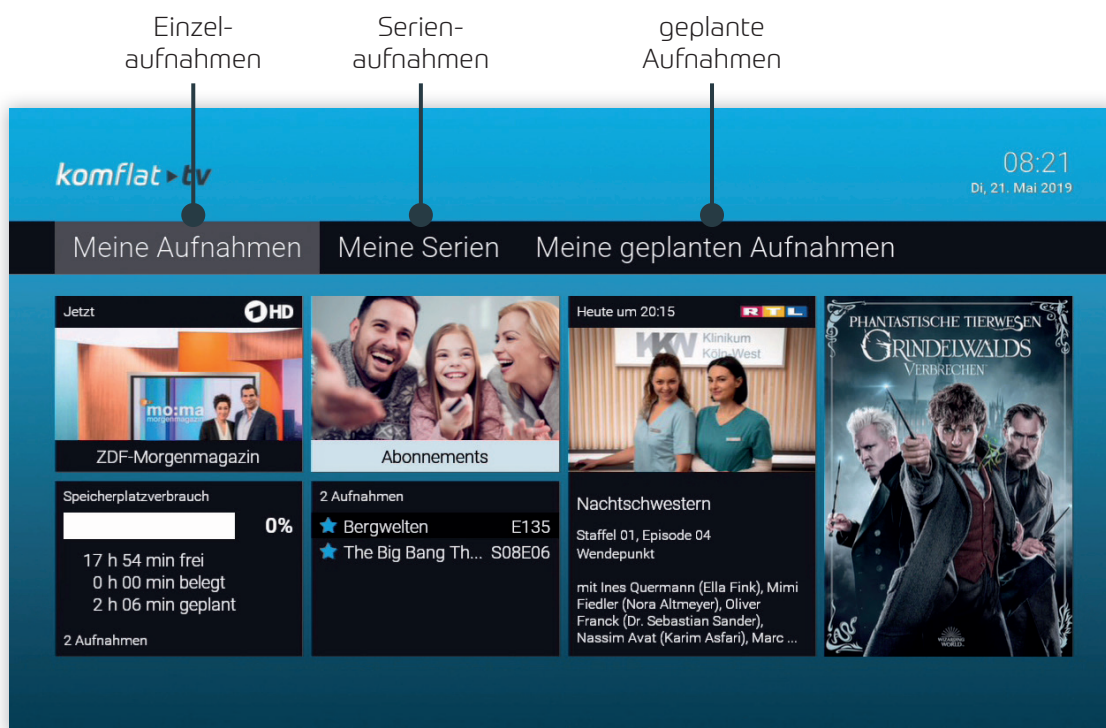 Einzel-
aufnahmen
Serien-
aufnahmen
geplante
Aufnahmen
komflat tv
08:21
Di, 21. Mai 2019
Meine Aufnahmen
Meine Serien
Meine geplanten Aufnahmen
Jetzt
1 HD
mo:ma
morgenmagazin
ZDF-Morgenmagazin
Speicherplatzverbrauch
0%
17 h 54 min frei
0 h 00 min belegt
2 h 06 min geplant
2 Aufnahmen
Abonnements
2 Aufnahmen
Bergwelten E135
The Big Bang Th... S08E06
Heute um 20:15
RTL
KKW Klinikum
Köln-West
Nachtschwestern
Staffel 01, Episode 04
Wendepunkt
mit Ines Quermann (Ella Fink), Mimi
Fiedler (Nora Altmeyer), Oliver
Franck (Dr. Sebastian Sander),
Nassim Avat (Karim Asfari), Marc ...
PHANTASTISCHE TIERWESEN
GRINDELWALDS
VERBRECHEN
WIZARDING
WORLD